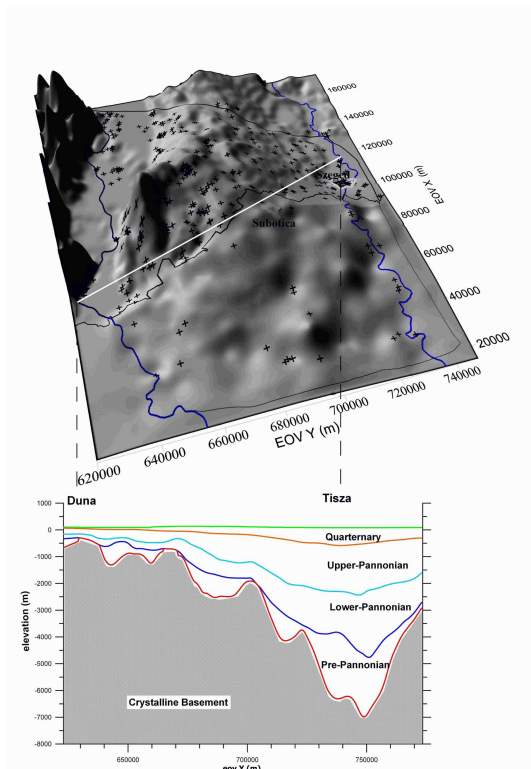 160000
140000
120000
100000
80000
60000
40000
20000
EOV X (m)
Szeged
Subotica
620000
640000
660000
680000
700000
720000
740000
EOV Y (m)
Duna
Tisza
1000
0
-1000
-2000
-3000
-4000
-5000
-6000
-7000
-8000
elevation (m)
Quarternary
Upper-Pannonian
Lower-Pannonian
Pre-Pannonian
Crystalline Basement
650000
700000
750000
eov Y (m)